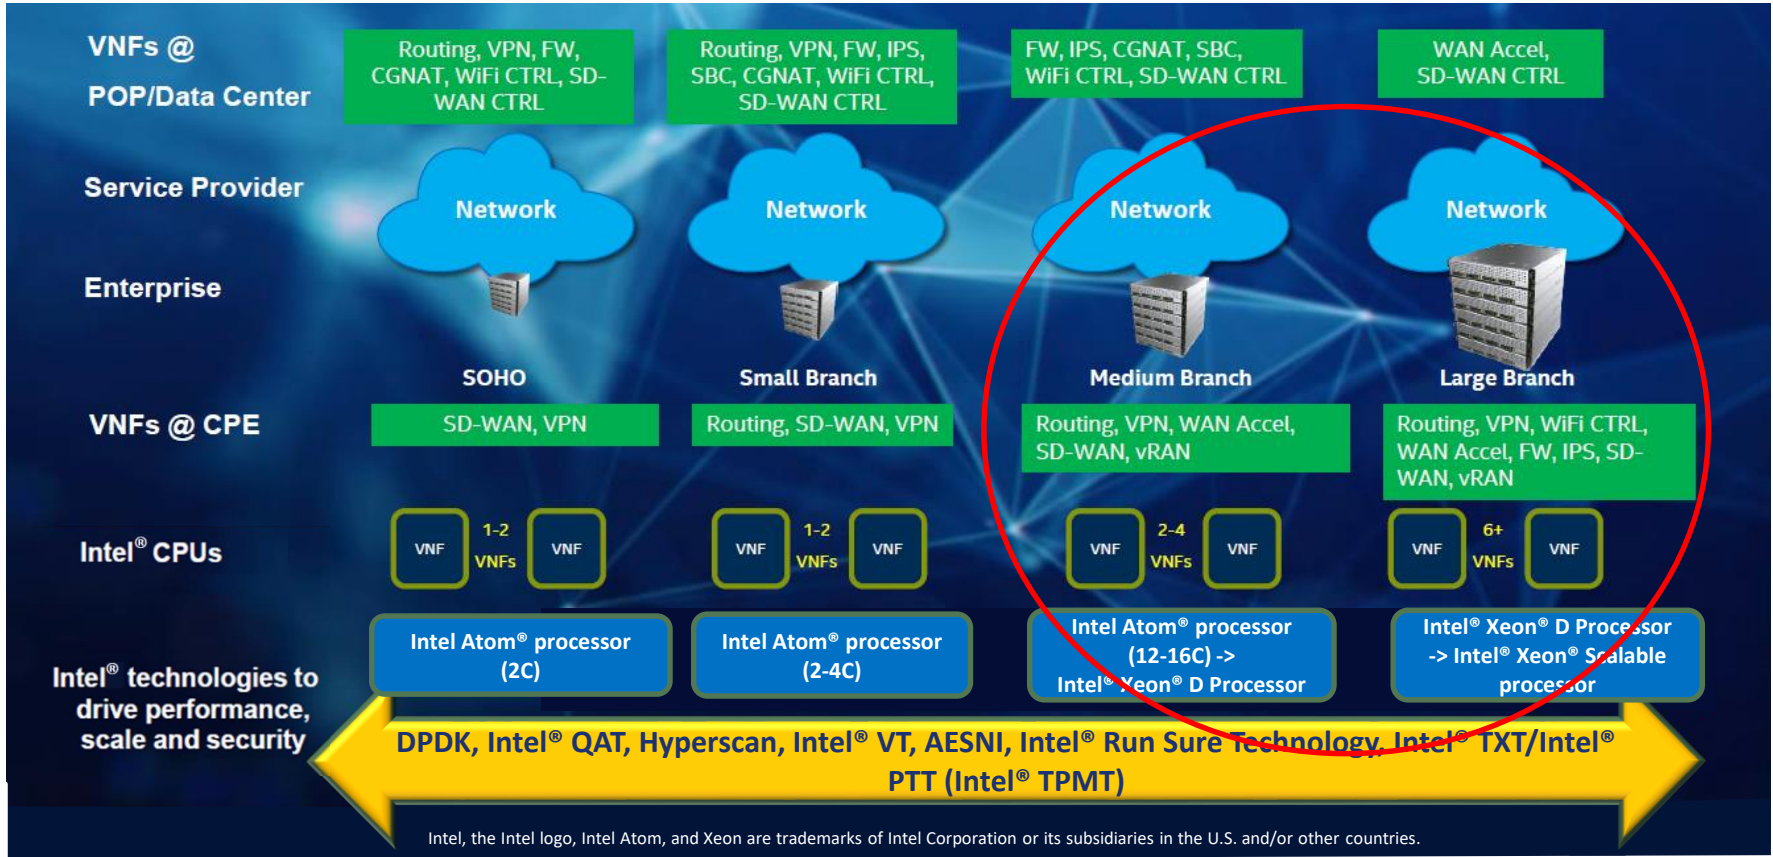 VNFs @
POP/Data Center
Routing, VPN, FW,
CGNAT, WiFi CTRL, SD-
WAN CTRL
Routing, VPN, FW, IPS,
SBC, CGNAT, WiFi CTRL,
SD-WAN CTRL
FW, IPS, CGNAT, SBC,
WiFi CTRL, SD-WAN CTRL
WAN Accel,
SD-WAN CTRL
Service Provider
Network
Network
Network
Network
Enterprise
SOHO
Small Branch
Medium Branch
Large Branch
VNFs @ CPE
SD-WAN, VPN
Routing, SD-WAN, VPN
Routing, VPN, WAN Accel,
SD-WAN, vRAN
Routing, VPN, WiFi CTRL,
WAN Accel, FW, IPS, SD-
WAN, vRAN
Intel® CPUs
VNF
1-2
VNFs
VNF
VNF
1-2
VNFs
VNF
VNF
2-4
VNFs
VNF
VNF
6+
VNFs
VNF
Intel® technologies to
drive performance,
scale and security
Intel Atom® processor
(2C)
Intel Atom® processor
(2-4C)
Intel Atom® processor
(12-16C) ->
Intel® Xeon® D Processor
Intel® Xeon® D Processor
-> Intel® Xeon® Scalable
processor
DPDK, Intel® QAT, Hyperscan, Intel® VT, AESNI, Intel® Run Sure Technology, Intel® TXT/Intel®
PTT (Intel® TPMT)
Intel, the Intel logo, Intel Atom, and Xeon are trademarks of Intel Corporation or its subsidiaries in the U.S. and/or other countries.